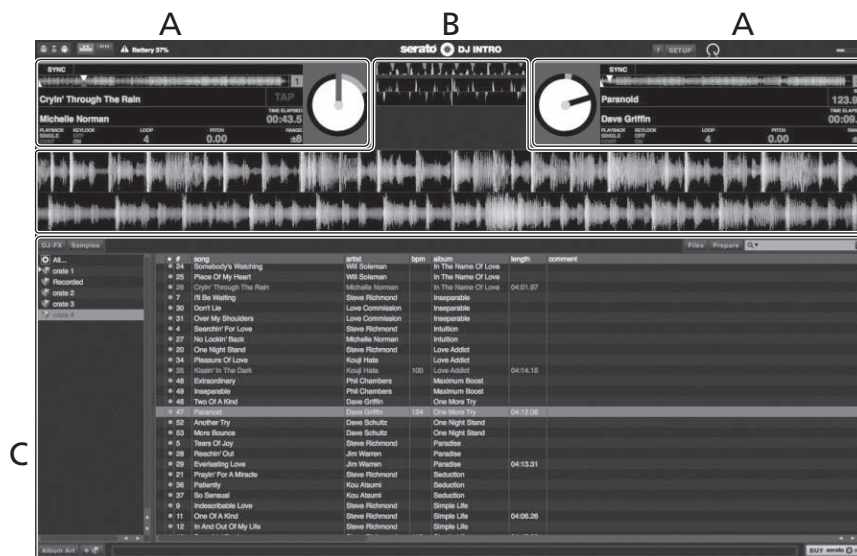 A B A
Battery 37% serato DJ INTRO ? SETUP
SYNC SYNC
1
Cryin' Through The Rain TAP Paranoid 123.9
TIME ELAPSED
Michelle Norman 00:43.5 Dave Griffin 00:09.
PLAYBACK KEYLOCK LOOP PITCH RANGE PLAYBACK KEYLOCK LOOP PITCH RANGE
SINGLE OFF 4 0.00 ±8 SINGLE OFF 4 0.00 ±8
CONT ON CONT ON
DJ-FX Samples Files Prepare
All... # song artist bpm album length comment
crate 1
Recorded
crate 2
crate 3
crate 4
24 Somebody's Watching Will Soleman In The Name Of Love
25 Piece Of My Heart Will Soleman In The Name Of Love
26 Cryin' Through The Rain Michelle Norman In The Name Of Love 04:01.97
7 I'll Be Waiting Steve Richmond Inseparable
30 Don't Lie Love Commission Inseparable
31 Over My Shoulders Love Commission Inseparable
4 Searchin' For Love Steve Richmond Intuition
27 No Lookin' Back Michelle Norman Intuition
20 One Night Stand Steve Richmond Love Addict
34 Pleasure Of Love Kouji Hata Love Addict
35 Kissin' In The Dark Kouji Hata 100 Love Addict 04:14.15
48 Extraordinary Phil Chambers Maximum Boost
49 Inseparable Phil Chambers Maximum Boost
46 Two Of A Kind Dave Griffin One More Try
47 Paranoid Dave Griffin 124 One More Try 04:12.06
52 Another Try Dave Schultz One Night Stand
53 More Bounce Dave Schultz One Night Stand
5 Tears Of Joy Steve Richmond Paradise
28 Reachin' Out Jim Warren Paradise
29 Everlasting Love Jim Warren Paradise 04:13.31
21 Prayin' For A Miracle Steve Richmond Seduction
36 Patiently Kou Atsumi Seduction
37 So Sensual Kou Atsumi Seduction
9 Indescribable Love Steve Richmond Simple Life
11 One Of A Kind Steve Richmond Simple Life 04:06.26
12 In And Out Of My Life Steve Richmond Simple Life
C
Album Art BUY serato